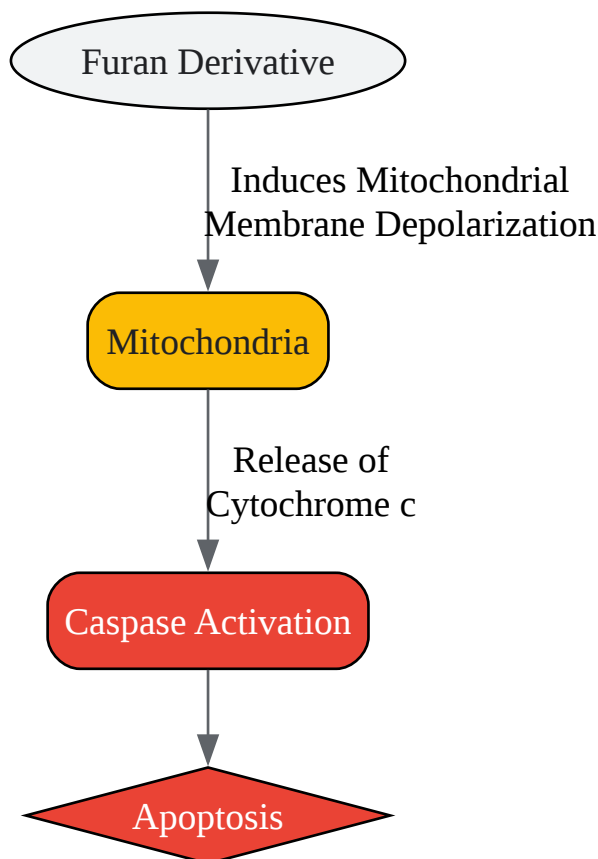 Furan Derivative
Induces Mitochondrial
Membrane Depolarization
Mitochondria
Release of
Cytochrome c
Caspase Activation
Apoptosis